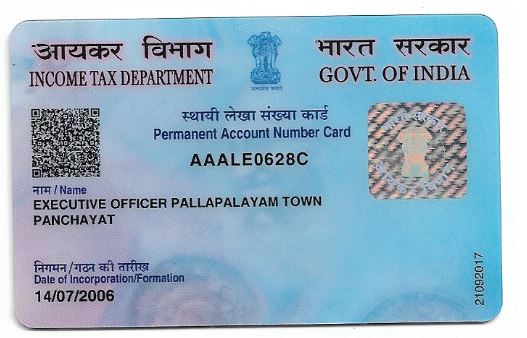 आयकर विभाग
INCOME TAX DEPARTMENT
भारत सरकार
GOVT. OF INDIA
सत्यमेव जयते
स्थायी लेखा संख्या कार्ड
Permanent Account Number Card
AAALE0628C
नाम / Name
EXECUTIVE OFFICER PALLAPALAYAM TOWN
PANCHAYAT
निगमन/गठन की तारीख
Date of Incorporation/Formation
14/07/2006
21092017